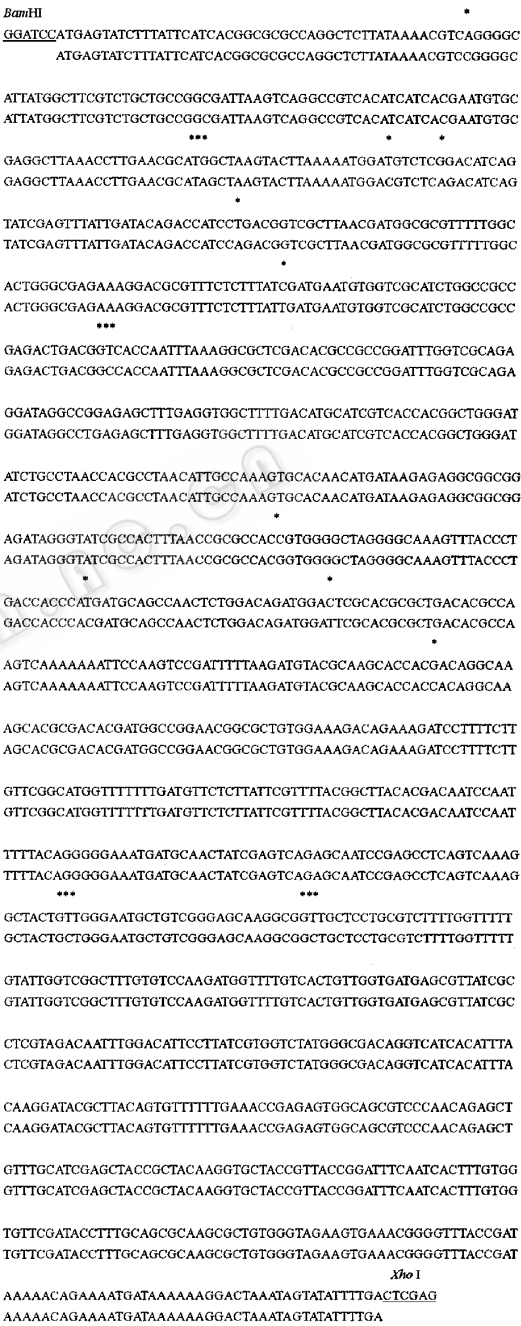 BamHI
*
GGATCCATGAGTATCTTTATTCATCACGGCGCGCCAGGCTCTTATAAAACGTCAGGGGC
ATGAGTATCTTTATTCATCACGGCGCGCCAGGCTCTTATAAAACGTCCGGGGC
ATTATGGCTTCGTCTGCTGCCGGCGATTAAGTCAGGCCGTCACATCATCACGAATGTGC
ATTATGGCTTCGTCTGCTGCCGGCGATTAAGTCAGGCCGTCACATCATCACGAATGTGC
*** * *
GAGGCTTAAACCTTGAACGCATGGCTAAGTACTTAAAAATGGATGTCTCGGACATCAG
GAGGCTTAAACCTTGAACGCATAGCTAAGTACTTAAAAATGGACGTCTCAGACATCAG
*
TATCGAGTTTATTGATACAGACCATCCTGACGGTCGCTTAACGATGGCGCGTTTTTGGC
TATCGAGTTTATTGATACAGACCATCCAGACGGTCGCTTAACGATGGCGCGTTTTTGGC
*
ACTGGGCGAGAAAGGACGCGTTTCTCTTTATCGATGAATGTGGTCGCATCTGGCCGCC
ACTGGGCGAGAAAGGACGCGTTTCTCTTTATTGATGAATGTGGTCGCATCTGGCCGCC
***
GAGACTGACGGTCACCAATTTAAAGGCGCTCGACACGCCGCCGGATTTGGTCGCAGA
GAGACTGACGGCCACCAATTTAAAGGCGCTCGACACGCCGCCGGATTTGGTCGCAGA
GGATAGGCCGGAGAGCTTTGAGGTGGCTTTTGACATGCATCGTCACCACGGCTGGGAT
GGATAGGCCTGAGAGCTTTGAGGTGGCTTTTGACATGCATCGTCACCACGGCTGGGAT
ATCTGCCTAACCACGCCTAACATTGCCAAAGTGCACAACATGATAAGAGAGGCGGCGG
ATCTGCCTAACCACGCCTAACATTGCCAAAGTGCACAACATGATAAGAGAGGCGGCGG
*
AGATAGGGTATCGCCACTTTAACCGCGCCACCGTGGGGCTAGGGGCAAAGTTTACCCT
AGATAGGGTATCGCCACTTTAACCGCGCCACGGTGGGGCTAGGGGCAAAGTTTACCCT
* *
GACCACCCATGATGCAGCCAACTCTGGACAGATGGACTCGCACGCGCTGACACGCCA
GACCACCCACGATGCAGCCAACTCTGGACAGATGGATTCGCACGCGCTGACACGCCA
*
AGTCAAAAAAATTCCAAGTCCGATTTTTAAGATGTACGCAAGCACCACGACAGGCAA
AGTCAAAAAAATTCCAAGTCCGATTTTTAAGATGTACGCAAGCACCACCACAGGCAA
AGCACGCGACACGATGGCCGGAACGGCGCTGTGGAAAGACAGAAAGATCCTTTTCTT
AGCACGCGACACGATGGCCGGAACGGCGCTGTGGAAAGACAGAAAGATCCTTTTCTT
GTTCGGCATGGTTTTTTTGATGTTCTCTTATTCGTTTTACGGCTTACACGACAATCCAAT
GTTCGGCATGGTTTTTTTGATGTTCTCTTATTCGTTTTACGGCTTACACGACAATCCAAT
TTTTACAGGGGGAAATGATGCAACTATCGAGTCAGAGCAATCCGAGCCTCAGTCAAAG
TTTTACAGGGGGAAATGATGCAACTATCGAGTCAGAGCAATCCGAGCCTCAGTCAAAG
*** ***
GCTACTGTTGGGAATGCTGTCGGGAGCAAGGCGGTTGCTCCTGCGTCTTTTGGTTTTT
GCTACTGCTGGGAATGCTGTCGGGAGCAAGGCGGCTGCTCCTGCGTCTTTTGGTTTTT
GTATTGGTCGGCTTTGTGTCCAAGATGGTTTTGTCACTGTTGGTGATGAGCGTTATCGC
GTATTGGTCGGCTTTGTGTCCAAGATGGTTTTGTCACTGTTGGTGATGAGCGTTATCGC
CTCGTAGACAATTTGGACATTCCTTATCGTGGTCTATGGGCGACAGGTCATCACATTTA
CTCGTAGACAATTTGGACATTCCTTATCGTGGTCTATGGGCGACAGGTCATCACATTTA
CAAGGATACGCTTACAGTGTTTTTTGAAACCGAGAGTGGCAGCGTCCCAACAGAGCT
CAAGGATACGCTTACAGTGTTTTTTGAAACCGAGAGTGGCAGCGTCCCAACAGAGCT
GTTTGCATCGAGCTACCGCTACAAGGTGCTACCGTTACCGGATTTCAATCACTTTGTGG
GTTTGCATCGAGCTACCGCTACAAGGTGCTACCGTTACCGGATTTCAATCACTTTGTGG
TGTTCGATACCTTTGCAGCGCAAGCGCTGTGGGTAGAAGTGAAACGGGGTTTACCGAT
TGTTCGATACCTTTGCAGCGCAAGCGCTGTGGGTAGAAGTGAAACGGGGTTTACCGAT
Xho I
AAAAACAGAAAATGATAAAAAAGGACTAAATAGTATATTTTGACTCGAG
AAAAACAGAAAATGATAAAAAAGGACTAAATAGTATATTTTGA